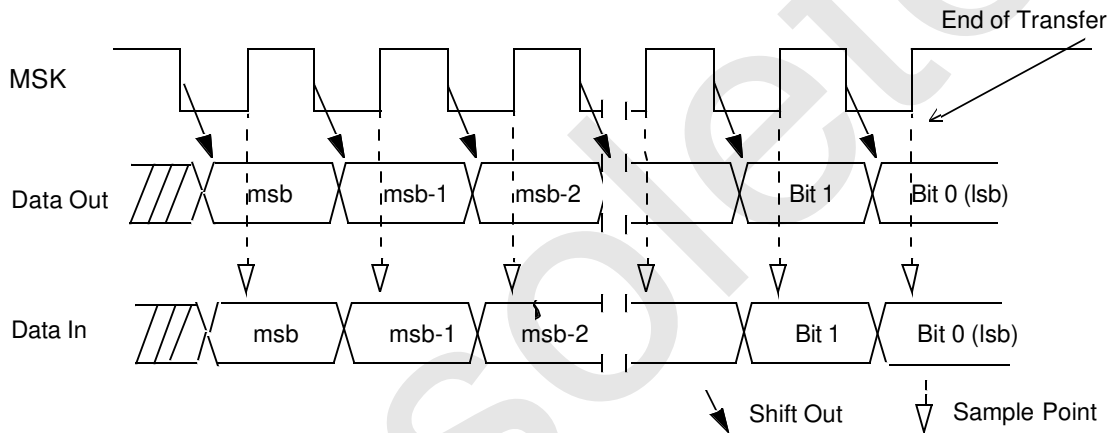 End of Transfer
MSK
Data Out
msb
msb-1
msb-2
Bit 1
Bit 0 (lsb)
Data In
msb
msb-1
msb-2
Bit 1
Bit 0 (lsb)
Shift Out
Sample Point